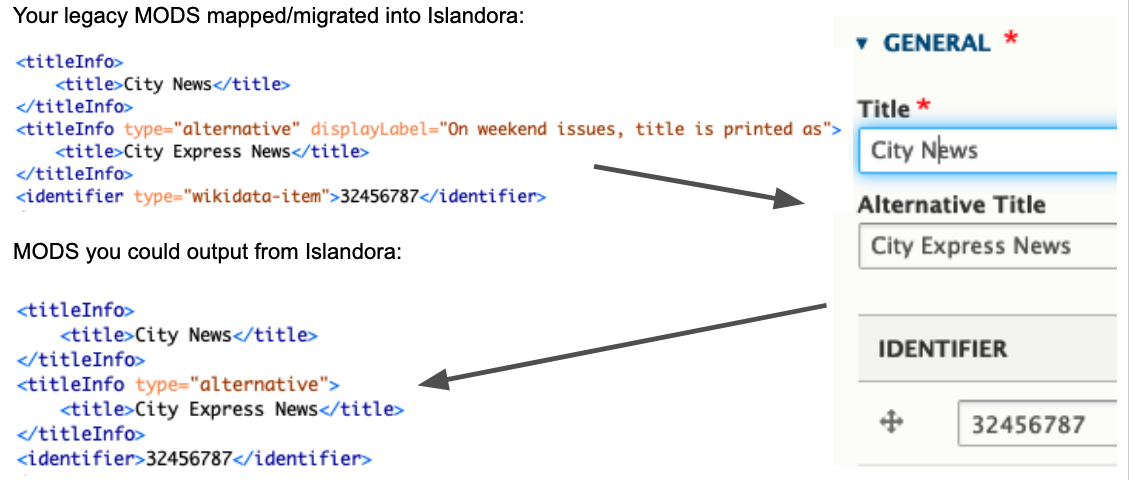 Your legacy MODS mapped/migrated into Islandora:
<titleInfo>
<title>City News</title>
</titleInfo>
<titleInfo type="alternative" displayLabel="On weekend issues, title is printed as">
<title>City Express News</title>
</titleInfo>
<identifier type="wikidata-item">32456787</identifier>
MODS you could output from Islandora:
<titleInfo>
<title>City News</title>
</titleInfo>
<titleInfo type="alternative">
<title>City Express News</title>
</titleInfo>
<identifier>32456787</identifier>
▼ GENERAL *
Title *
City News
Alternative Title
City Express News
IDENTIFIER
32456787